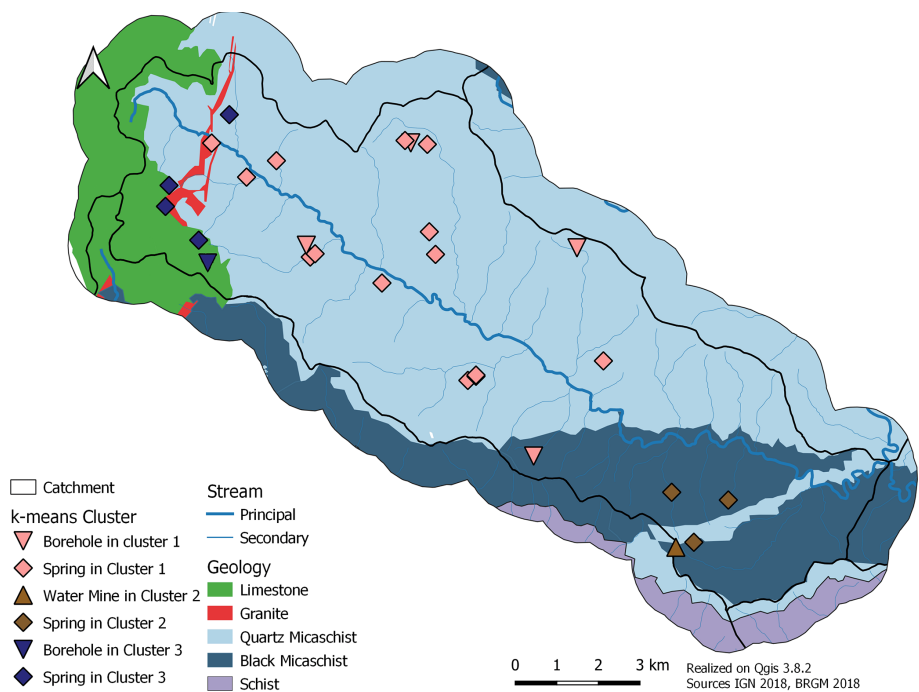 Catchment
k-means Cluster
Borehole in cluster 1
Spring in Cluster 1
Water Mine in Cluster 2
Spring in Cluster 2
Borehole in Cluster 3
Spring in Cluster 3
Stream
Principal
Secondary
Geology
Limestone
Granite
Quartz Micaschist
Black Micaschist
Schist
0 1 2 3 km
Realized on Qgis 3.8.2
Sources IGN 2018, BRGM 2018